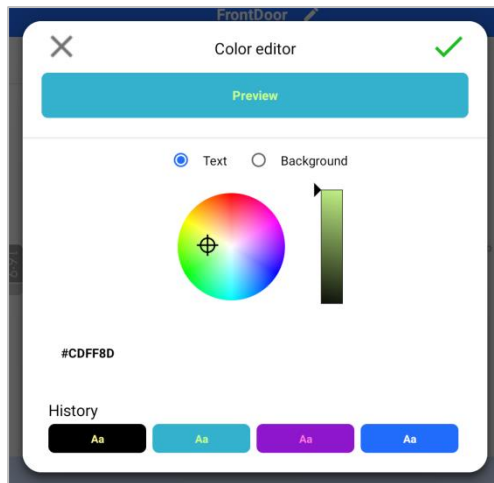 FrontDoor
Color editor
Preview
Text Background
#CDFF8D
History
Aa Aa Aa Aa